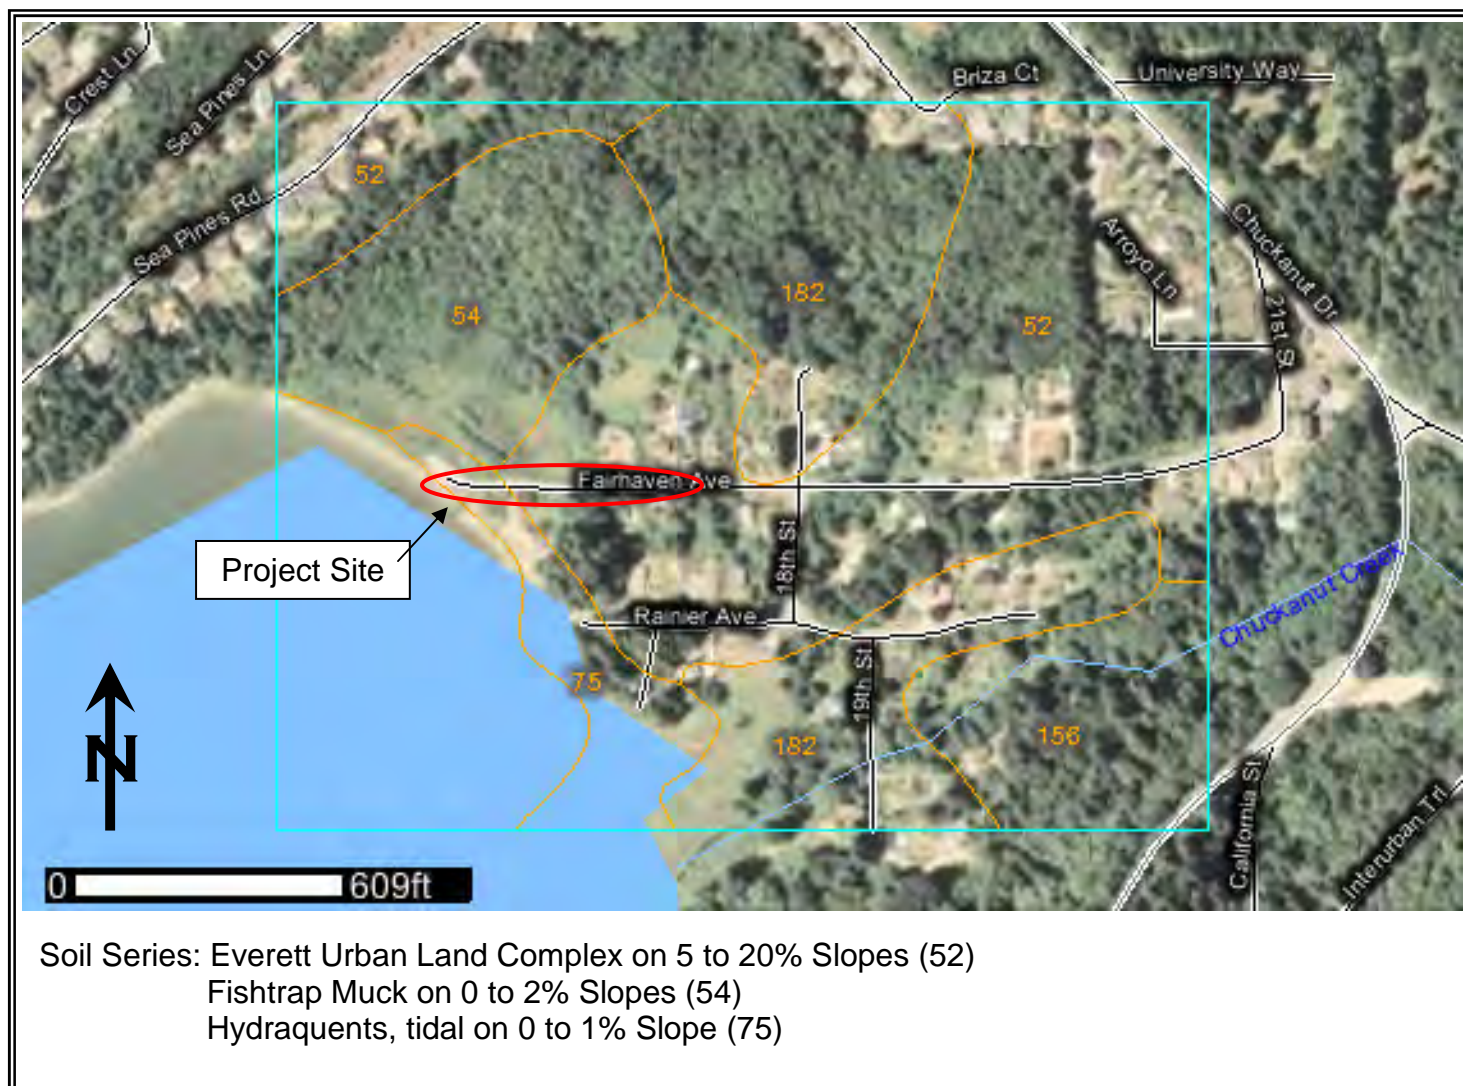 Crest Ln
Sea Pines Ln
Briza Ct
University Way
52
Sea Pines Rd
Chuckanut Dr
Arroyo Ln
182
54
52
21st St
Fairhaven Ave
Project Site
18th St
Chuckanut Creek
Rainier Ave
75
19th St
182
156
N
California St
Interurban Trl
0 609ft
Soil Series: Everett Urban Land Complex on 5 to 20% Slopes (52)
Fishtrap Muck on 0 to 2% Slopes (54)
Hydraquents, tidal on 0 to 1% Slope (75)